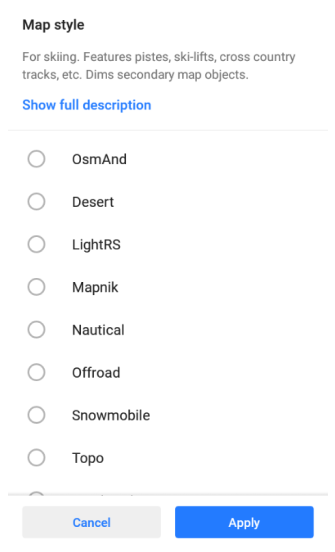 Map style
For skiing. Features pistes, ski-lifts, cross country
tracks, etc. Dims secondary map objects.
Show full description
OsmAnd
Desert
LightRS
Mapnik
Nautical
Offroad
Snowmobile
Topo
Cancel
Apply